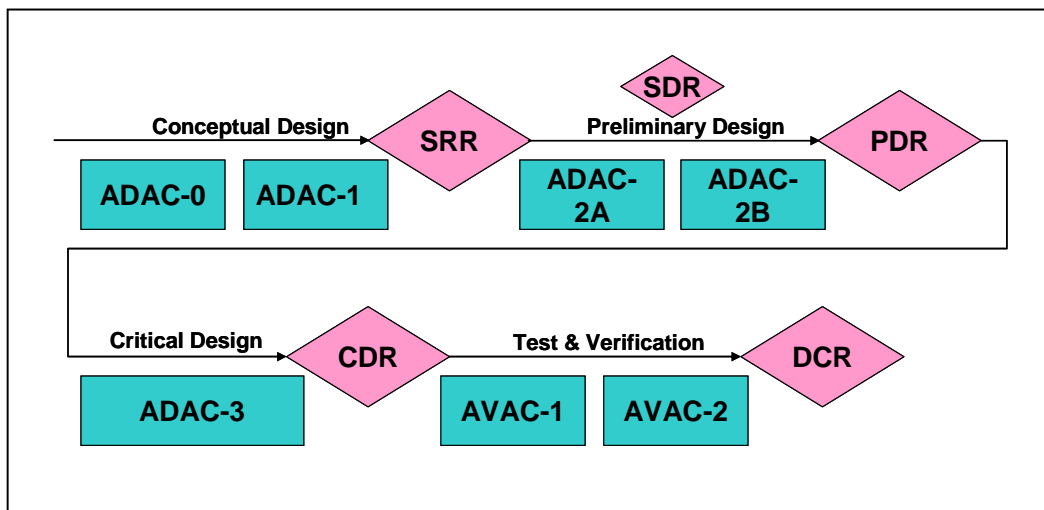 SDR
Conceptual Design
SRR
Preliminary Design
PDR
ADAC-0
ADAC-1
ADAC-
2A
ADAC-
2B
Critical Design
CDR
Test & Verification
DCR
ADAC-3
AVAC-1
AVAC-2